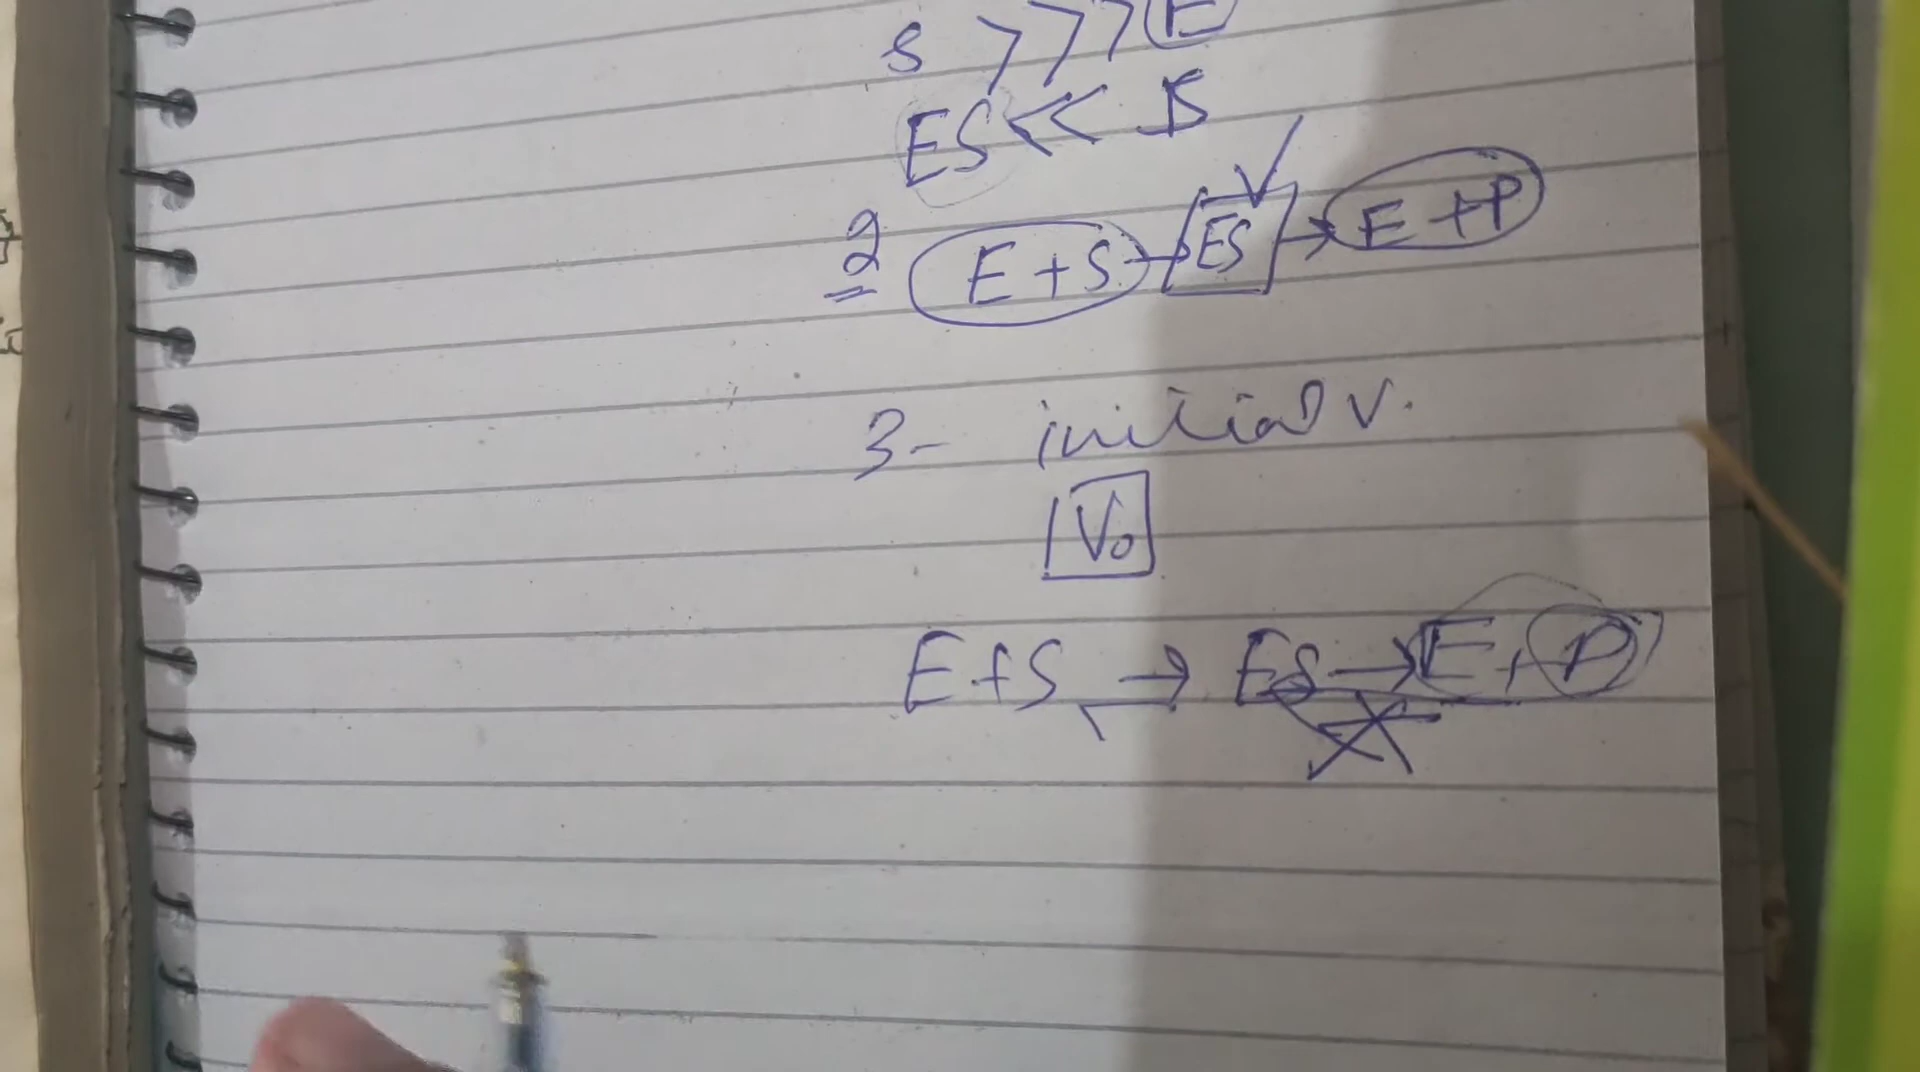 S >>> E
ES << S
2 E + S → ES → E + P
3- initial V.
V₀
E + S ⇌ ES → E + P